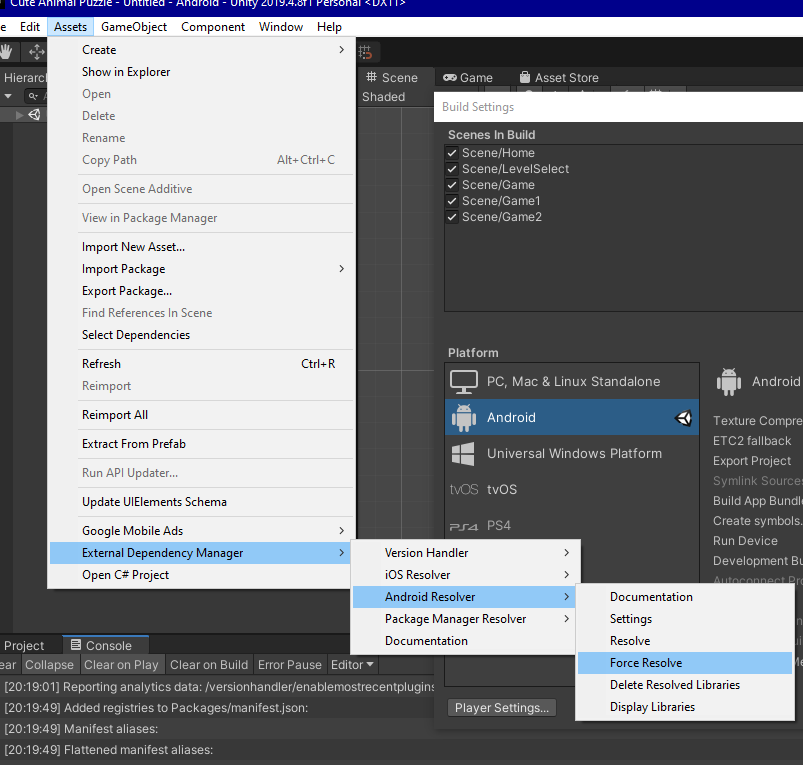 Cute Animal Puzzle - Untitled - Android - Unity 2019.4.8f1 Personal <DX11>
Edit Assets GameObject Component Window Help
Create
Show in Explorer
Open
Delete
Rename
Copy Path Alt+Ctrl+C
Open Scene Additive
View in Package Manager
Import New Asset...
Import Package
Export Package...
Find References In Scene
Select Dependencies
Refresh Ctrl+R
Reimport
Reimport All
Extract From Prefab
Run API Updater...
Update UIElements Schema
Google Mobile Ads
External Dependency Manager
Open C# Project
Version Handler
iOS Resolver
Android Resolver
Package Manager Resolver
Documentation
Documentation
Settings
Resolve
Force Resolve
Delete Resolved Libraries
Display Libraries
Hierarc
Scene Game Asset Store
Shaded
Build Settings
Scenes In Build
Scene/Home
Scene/LevelSelect
Scene/Game
Scene/Game1
Scene/Game2
Platform
PC, Mac & Linux Standalone
Android
Universal Windows Platform
tvOS tvOS
PS4 PS4
Android
Texture Compre
ETC2 fallback
Export Project
Symlink Sources
Build App Bundle
Create symbols.
Run Device
Development Bu
Autoconnect Pro
Player Settings...
Project Console
ear Collapse Clear on Play Clear on Build Error Pause Editor
[20:19:01] Reporting analytics data: /versionhandler/enablemostrecentplugins
[20:19:49] Added registries to Packages/manifest.json:
[20:19:49] Manifest aliases:
[20:19:49] Flattened manifest aliases: